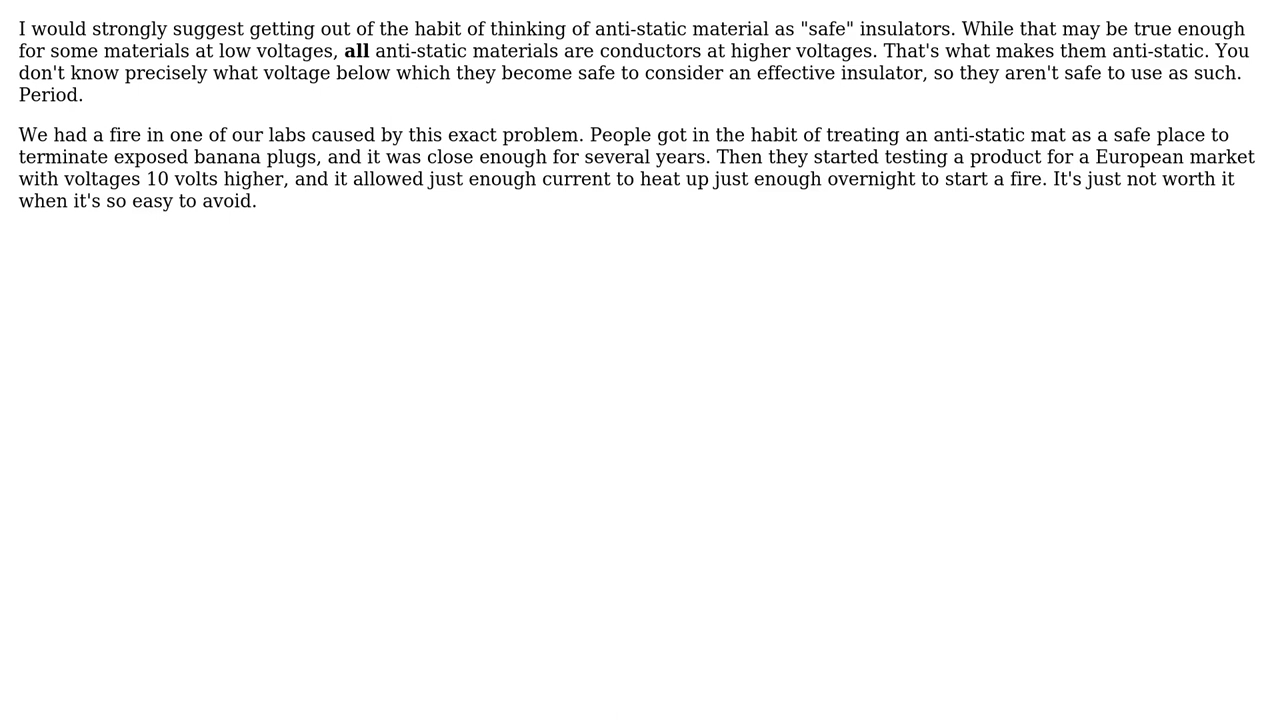 I would strongly suggest getting out of the habit of thinking of anti-static material as "safe" insulators. While that may be true enough
for some materials at low voltages, all anti-static materials are conductors at higher voltages. That's what makes them anti-static. You
don't know precisely what voltage below which they become safe to consider an effective insulator, so they aren't safe to use as such.
Period.
We had a fire in one of our labs caused by this exact problem. People got in the habit of treating an anti-static mat as a safe place to
terminate exposed banana plugs, and it was close enough for several years. Then they started testing a product for a European market
with voltages 10 volts higher, and it allowed just enough current to heat up just enough overnight to start a fire. It's just not worth it
when it's so easy to avoid.